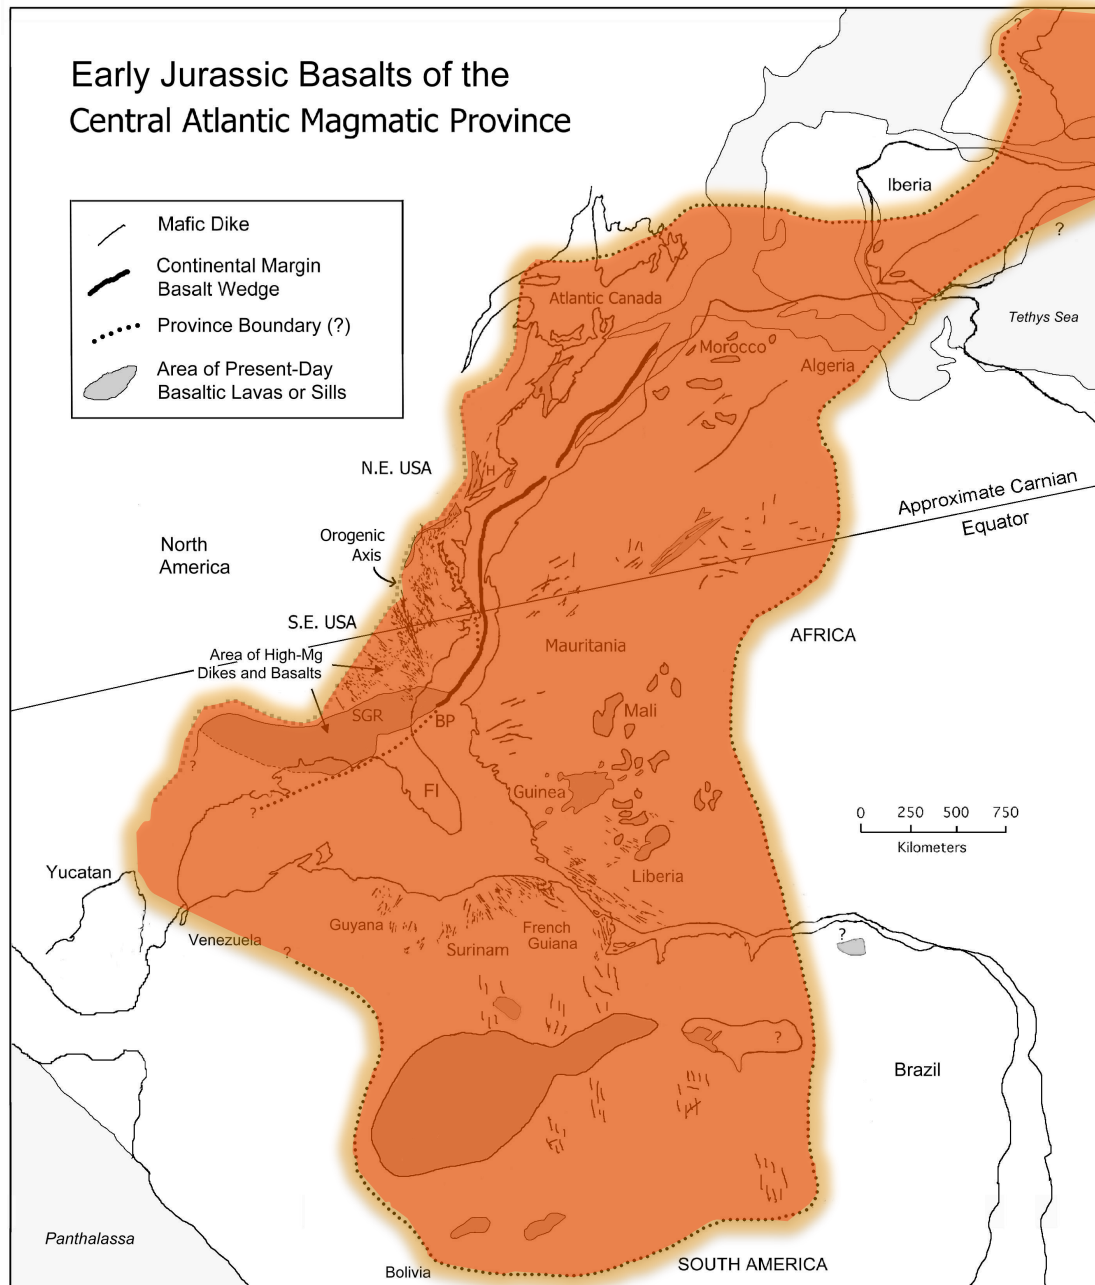 Early Jurassic Basalts of the
Central Atlantic Magmatic Province
Mafic Dike
Continental Margin
Basalt Wedge
Province Boundary (?)
Area of Present-Day
Basaltic Lavas or Sills
?
Iberia
?
Tethys Sea
Atlantic Canada
Morocco
Algeria
N.E. USA
H
Approximate Carnian
Equator
Orogenic
Axis
North
America
S.E. USA
Area of High-Mg
Dikes and Basalts
Mauritania
AFRICA
SGR
BP
Mali
?
FI
Guinea
?
0 250 500 750
Kilometers
Yucatan
Liberia
Guyana
French
Guiana
Venezuela
Surinam
?
?
?
Brazil
Panthalassa
Bolivia
SOUTH AMERICA